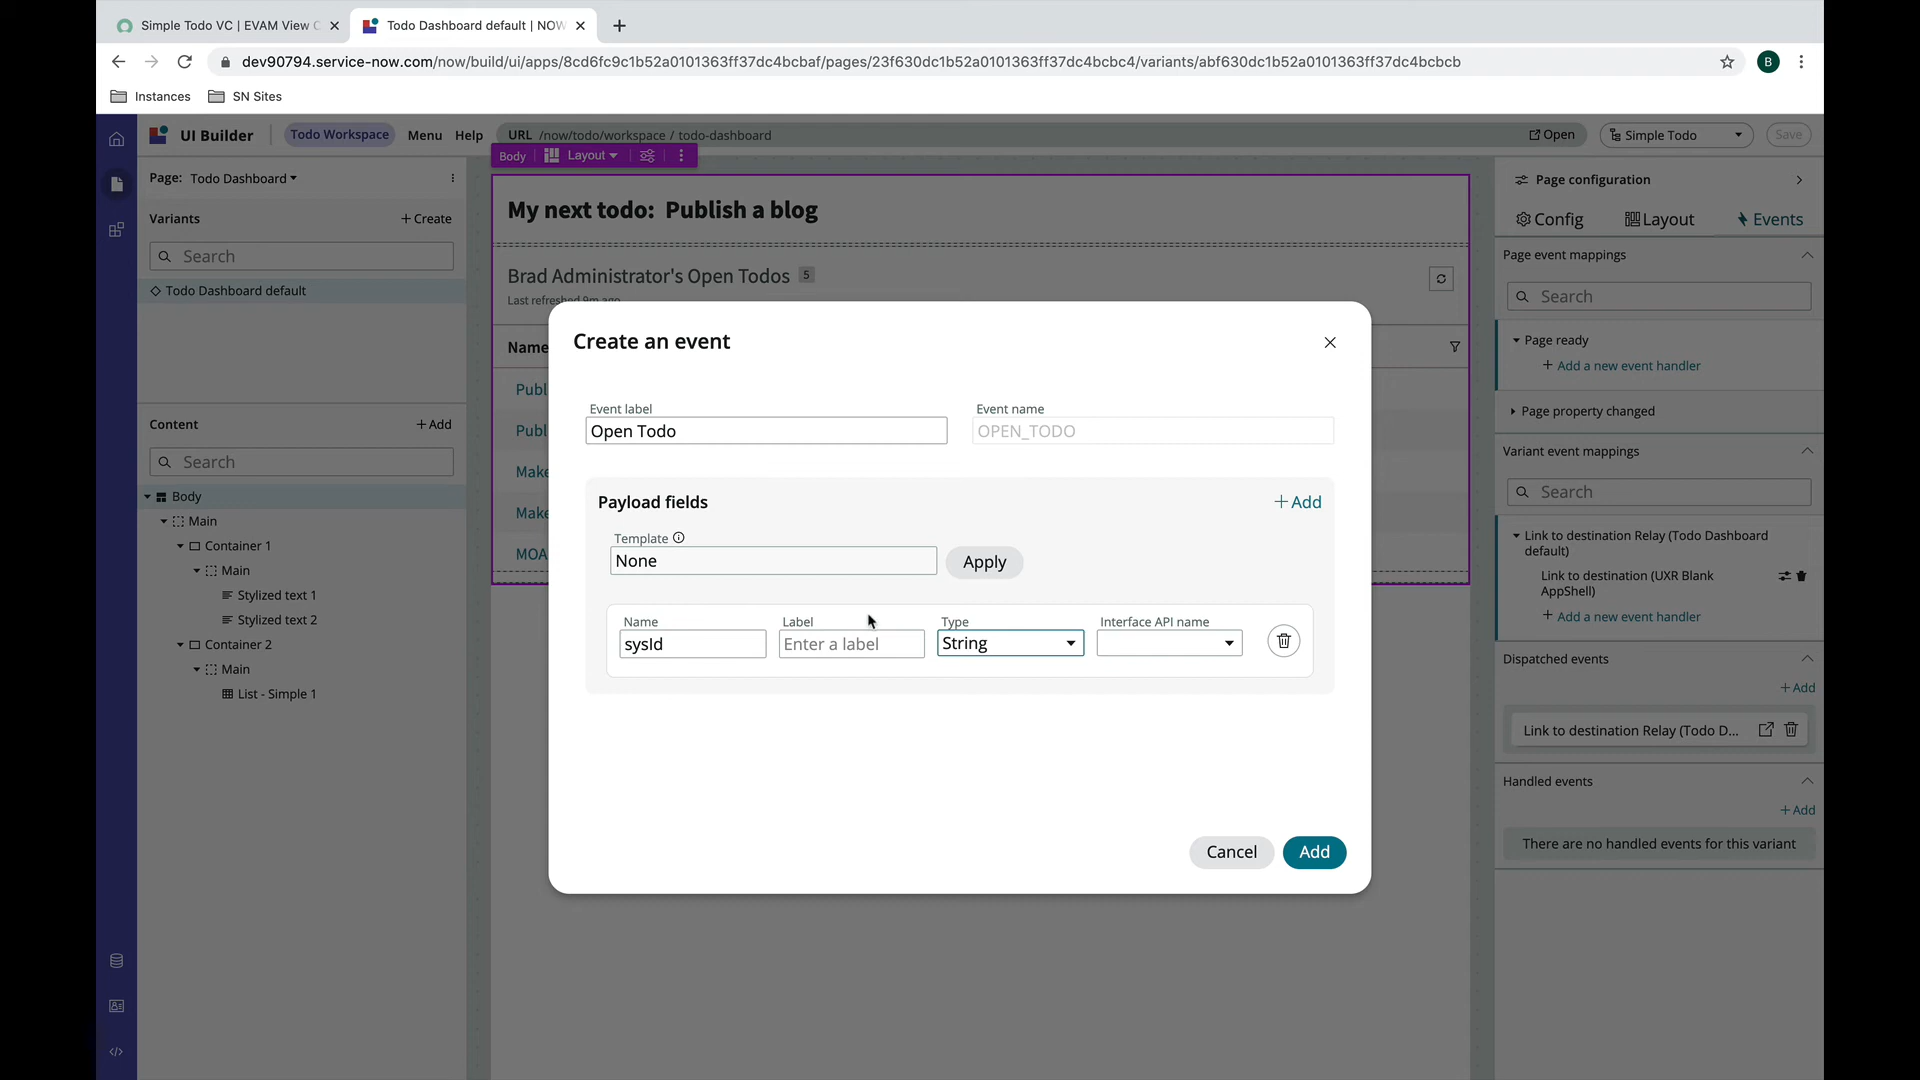 Simple Todo VC | EVAM View C
Todo Dashboard default | NOW
dev90794.service-now.com/now/build/ui/apps/8cd6fc9c1b52a0101363ff37dc4bcbaf/pages/23f630dc1b52a0101363ff37dc4bcbc4/variants/abf630dc1b52a0101363ff37dc4bcbcb
B
Instances
SN Sites
UI Builder
Todo Workspace
Menu
Help
URL /now/todo/workspace / todo-dashboard
Open
Simple Todo
Save
Page: Todo Dashboard
Variants
+ Create
Search
Todo Dashboard default
Content
+ Add
Search
Body
Main
Container 1
Main
Stylized text 1
Stylized text 2
Container 2
Main
List - Simple 1
Body
Layout
My next todo: Publish a blog
Brad Administrator's Open Todos 5
Last refreshed 9m ago
Name
Publ
Publ
Make
Make
MOA
Create an event
Event label
Open Todo
Event name
OPEN_TODO
Payload fields
+ Add
Template
None
Apply
Name
sysId
Label
Enter a label
Type
String
Interface API name
Cancel
Add
Page configuration
Config
Layout
Events
Page event mappings
Search
Page ready
+ Add a new event handler
Page property changed
Variant event mappings
Search
Link to destination Relay (Todo Dashboard
default)
Link to destination (UXR Blank
AppShell)
+ Add a new event handler
Dispatched events
+ Add
Link to destination Relay (Todo D...
Handled events
+ Add
There are no handled events for this variant